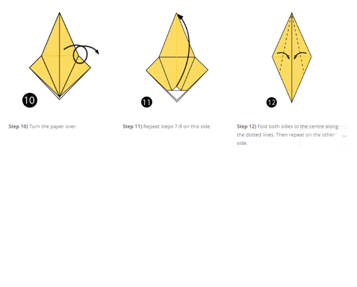 10
11
12
Step 10) Turn the paper over.
Step 11) Repeat steps 7-9 on this side.
Step 12) Fold both sides to the centre along
the dotted lines. Then repeat on the other
side.